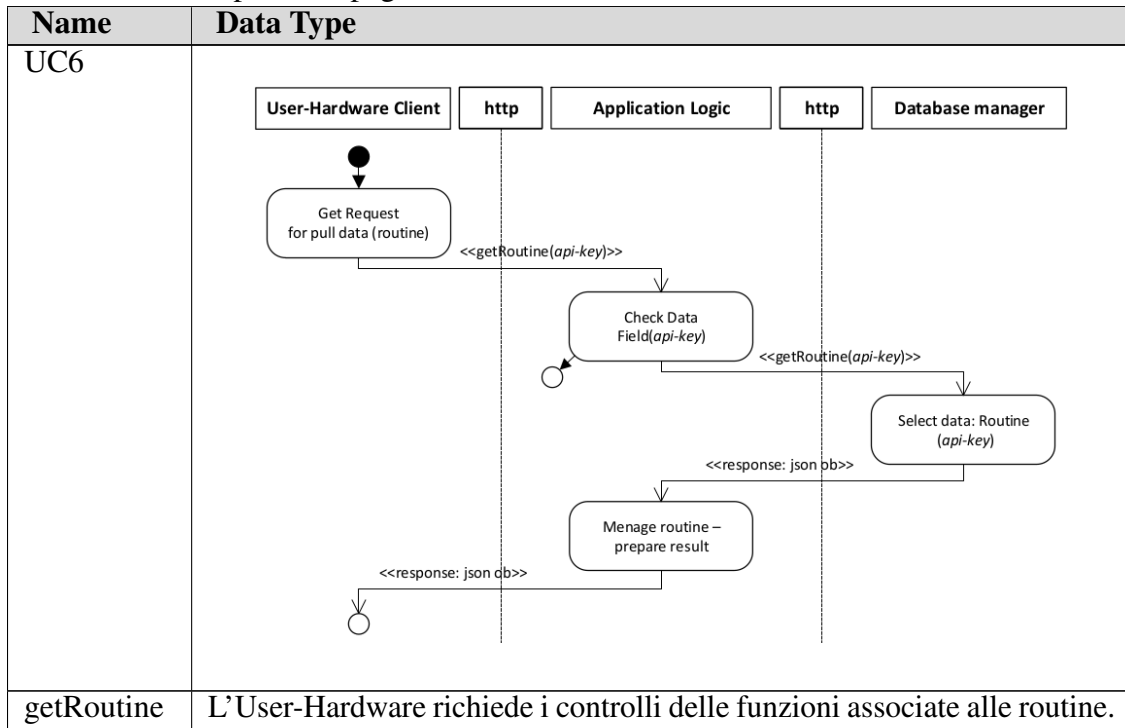 Name Data Type
UC6
User-Hardware Client http Application Logic http Database manager
Get Request
for pull data (routine)
<<getRoutine(api-key)>>
Check Data
Field(api-key)
<<getRoutine(api-key)>>
Select data: Routine
(api-key)
<<response: json ob>>
Menage routine –
prepare result
<<response: json ob>>
getRoutine L'User-Hardware richiede i controlli delle funzioni associate alle routine.